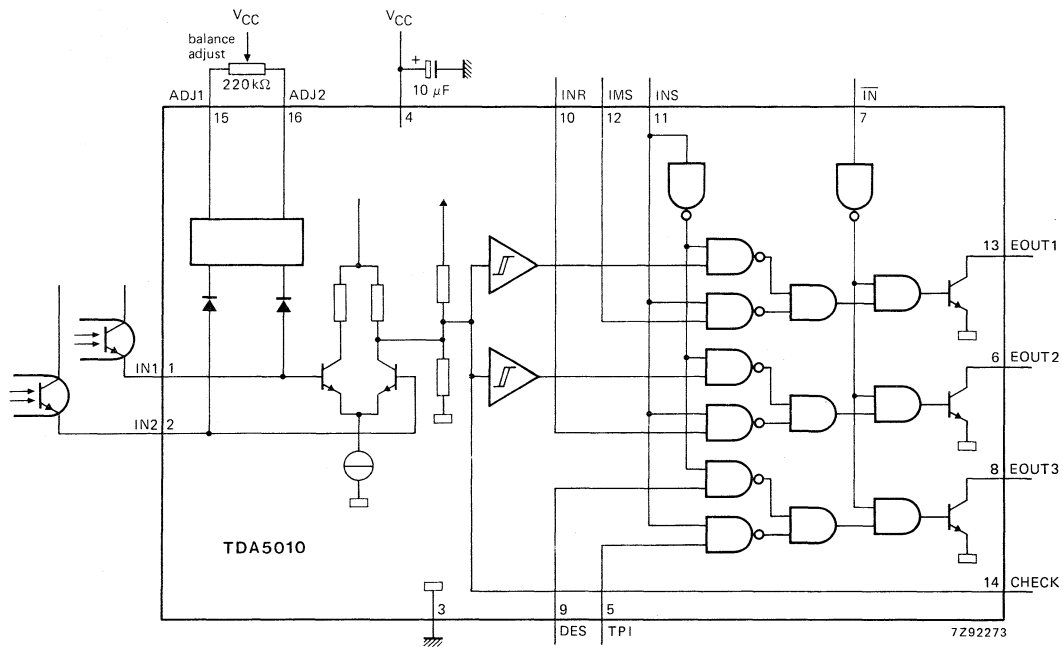 VCC
VCC
balance
adjust
220kΩ
+
10 μF
ADJ1
ADJ2
INR
IMS
INS
IN
15
16
4
10
12
11
7
13 EOUT1
6 EOUT2
IN1 1
IN2 2
8 EOUT3
TDA5010
14 CHECK
3
9
5
DES
TPI
7Z92273